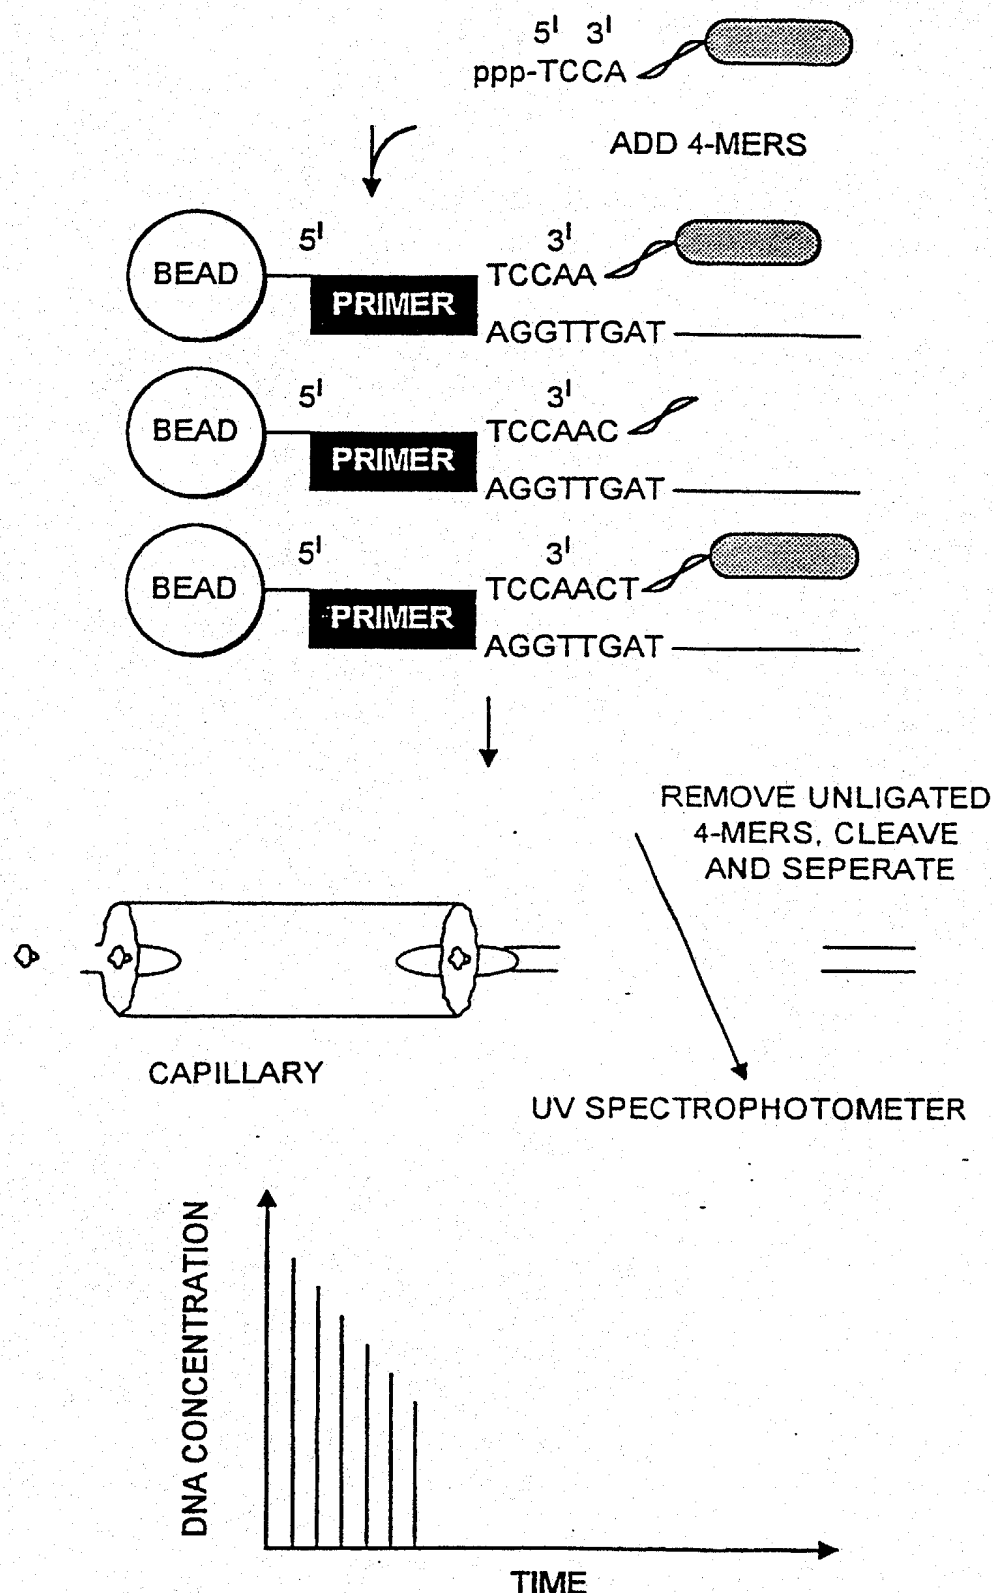 5' 3'
ppp-TCCA
ADD 4-MERS
5' 3'
BEAD PRIMER TCCAA
AGGTTGAT
5' 3'
BEAD PRIMER TCCAAC
AGGTTGAT
5' 3'
BEAD PRIMER TCCAACT
AGGTTGAT
REMOVE UNLIGATED
4-MERS, CLEAVE
AND SEPERATE
CAPILLARY
UV SPECTROPHOTOMETER
DNA CONCENTRATION
TIME